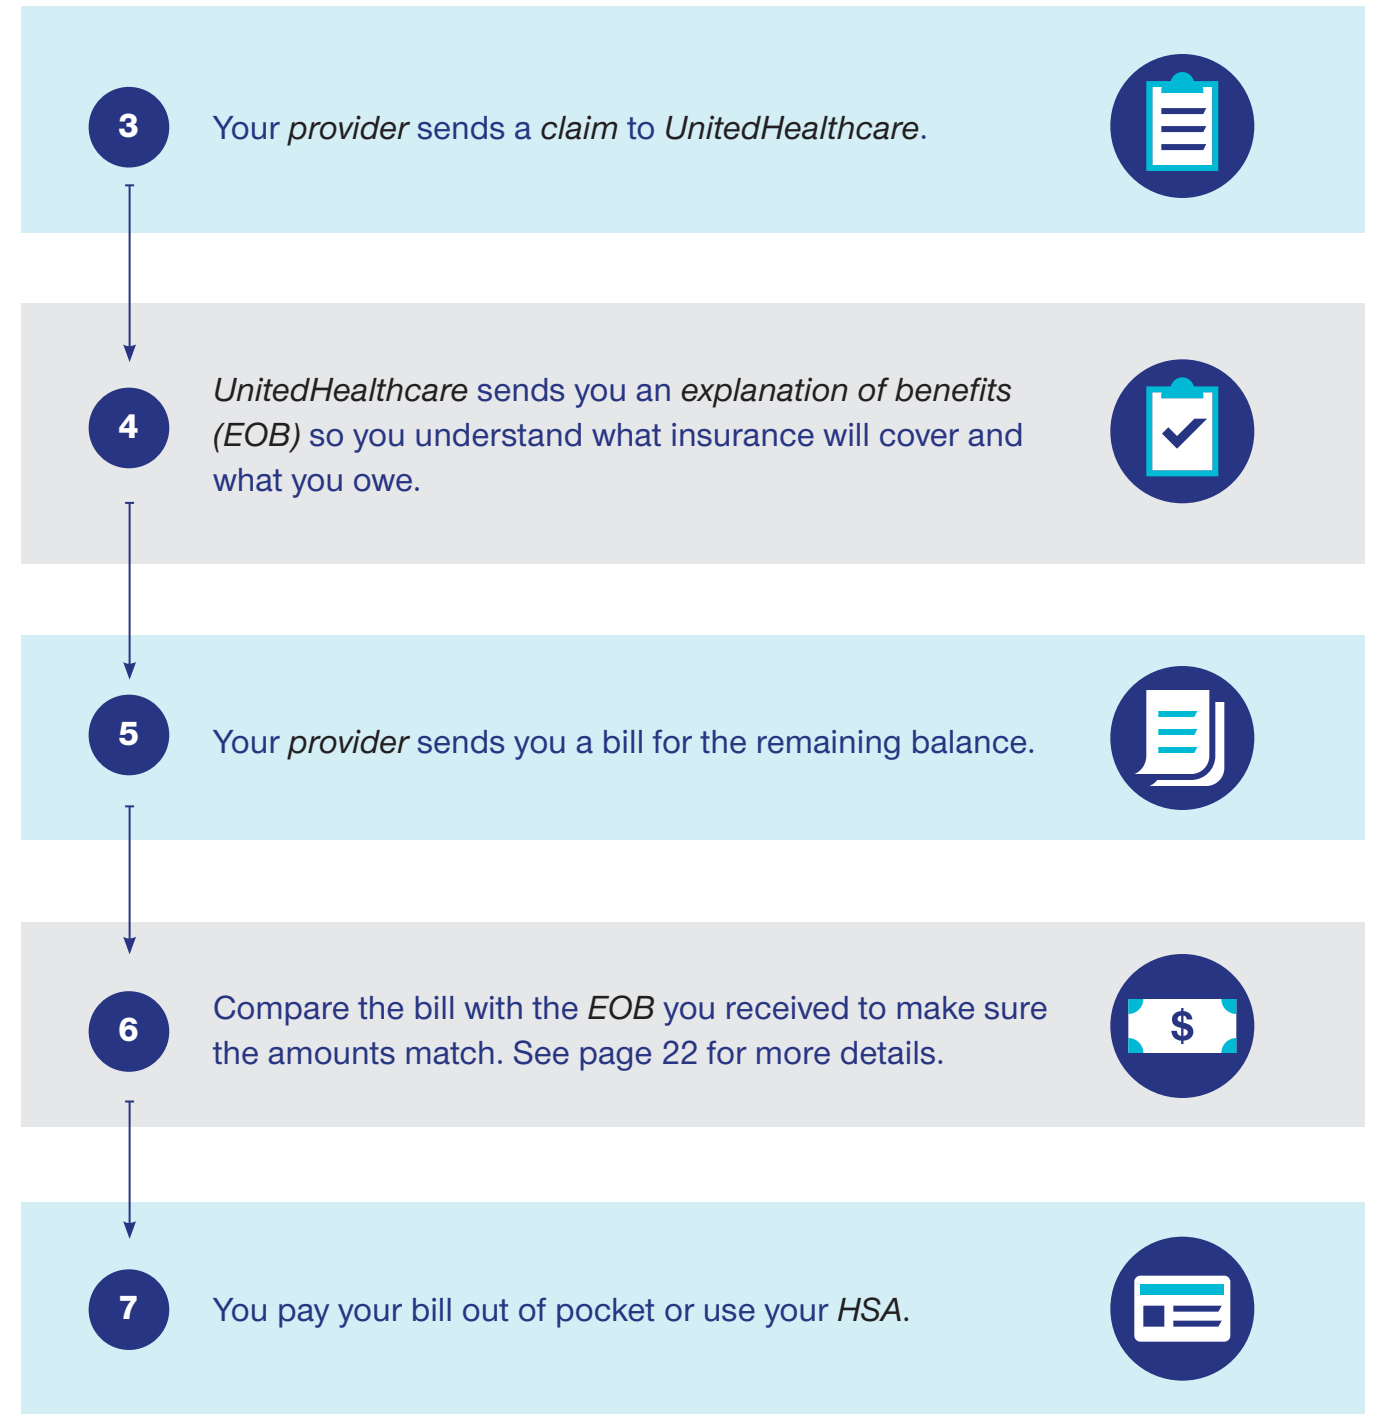 3
Your provider sends a claim to UnitedHealthcare.
4
UnitedHealthcare sends you an explanation of benefits
(EOB) so you understand what insurance will cover and
what you owe.
5
Your provider sends you a bill for the remaining balance.
6
Compare the bill with the EOB you received to make sure
the amounts match. See page 22 for more details.
$
7
You pay your bill out of pocket or use your HSA.